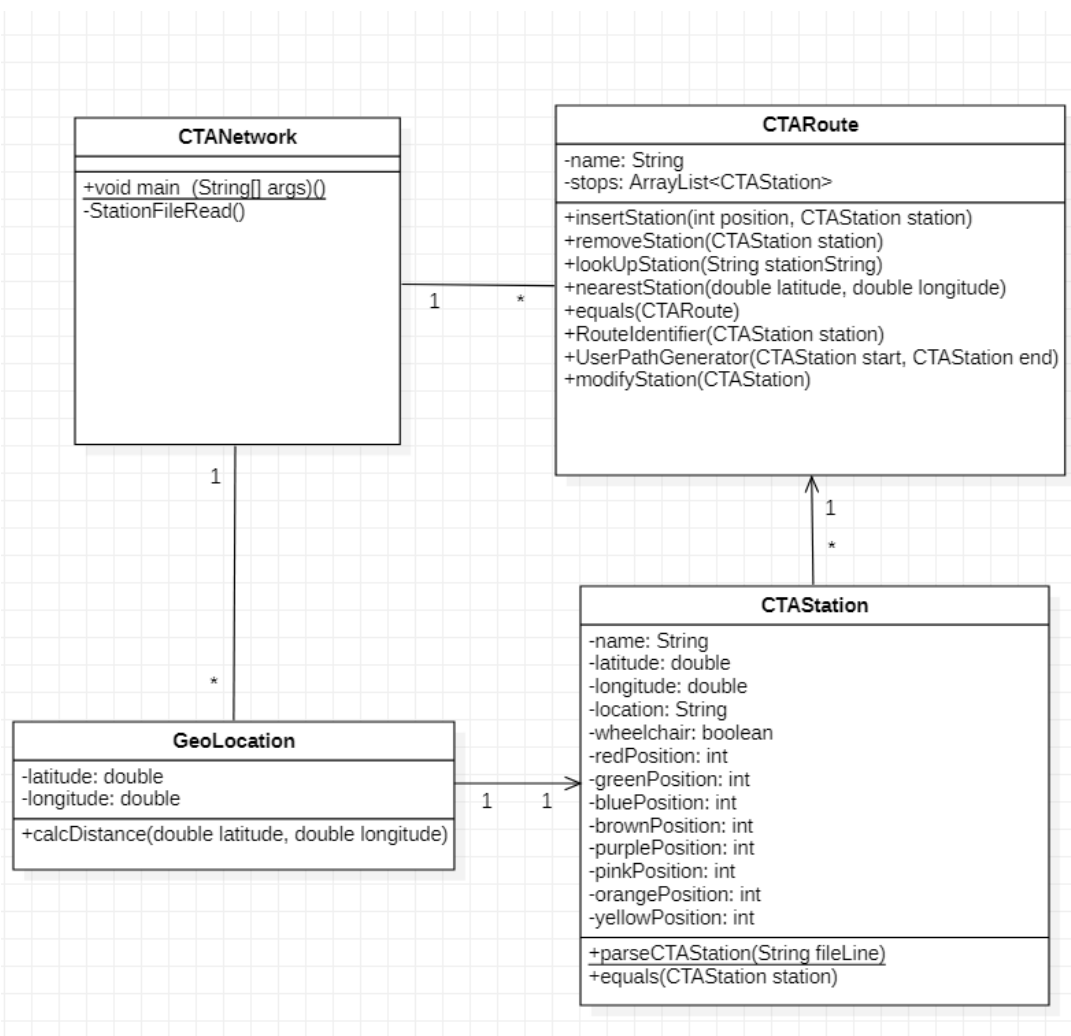 CTANetwork
+void main (String[] args)()
-StationFileRead()
CTARoute
-name: String
-stops: ArrayList<CTAStation>
+insertStation(int position, CTAStation station)
+removeStation(CTAStation station)
+lookUpStation(String stationString)
+nearestStation(double latitude, double longitude)
+equals(CTARoute)
+RouteIdentifier(CTAStation station)
+UserPathGenerator(CTAStation start, CTAStation end)
+modifyStation(CTAStation)
1
*
1
*
1
*
GeoLocation
-latitude: double
-longitude: double
+calcDistance(double latitude, double longitude)
1
1
CTAStation
-name: String
-latitude: double
-longitude: double
-location: String
-wheelchair: boolean
-redPosition: int
-greenPosition: int
-bluePosition: int
-brownPosition: int
-purplePosition: int
-pinkPosition: int
-orangePosition: int
-yellowPosition: int
+parseCTAStation(String fileLine)
+equals(CTAStation station)